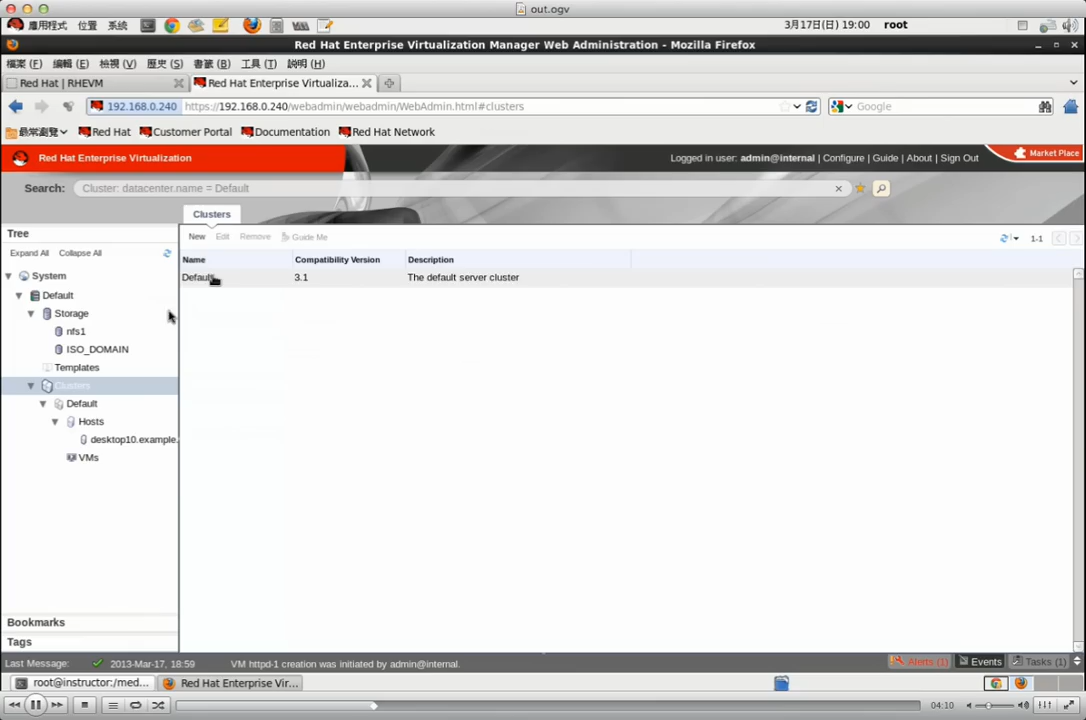 out.ogv
應用程式 位置 系統
3月17日(日) 19:00 root
Red Hat Enterprise Virtualization Manager Web Administration - Mozilla Firefox
檔案 (F) 編輯 (E) 檢視 (V) 歷史 (S) 書籤 (B) 工具 (T) 說明 (H)
Red Hat | RHEVM
Red Hat Enterprise Virtualiza...
192.168.0.240 https://192.168.0.240/webadmin/webadmin/WebAdmin.html#clusters
Google
最常瀏覽 Red Hat Customer Portal Documentation Red Hat Network
Red Hat Enterprise Virtualization
Logged in user: admin@internal | Configure | Guide | About | Sign Out
Market Place
Search: Cluster: datacenter.name = Default
Clusters
Tree
New Edit Remove Guide Me
1-1
Expand All Collapse All
Name Compatibility Version Description
System
Default 3.1 The default server cluster
Default
Storage
nfs1
ISO_DOMAIN
Templates
Clusters
Default
Hosts
desktop10.example.
VMs
Bookmarks
Tags
Last Message: 2013-Mar-17, 18:59 VM httpd-1 creation was initiated by admin@internal.
Alerts (1) Events Tasks (1)
root@instructor:/med...
Red Hat Enterprise Vir...
04:10